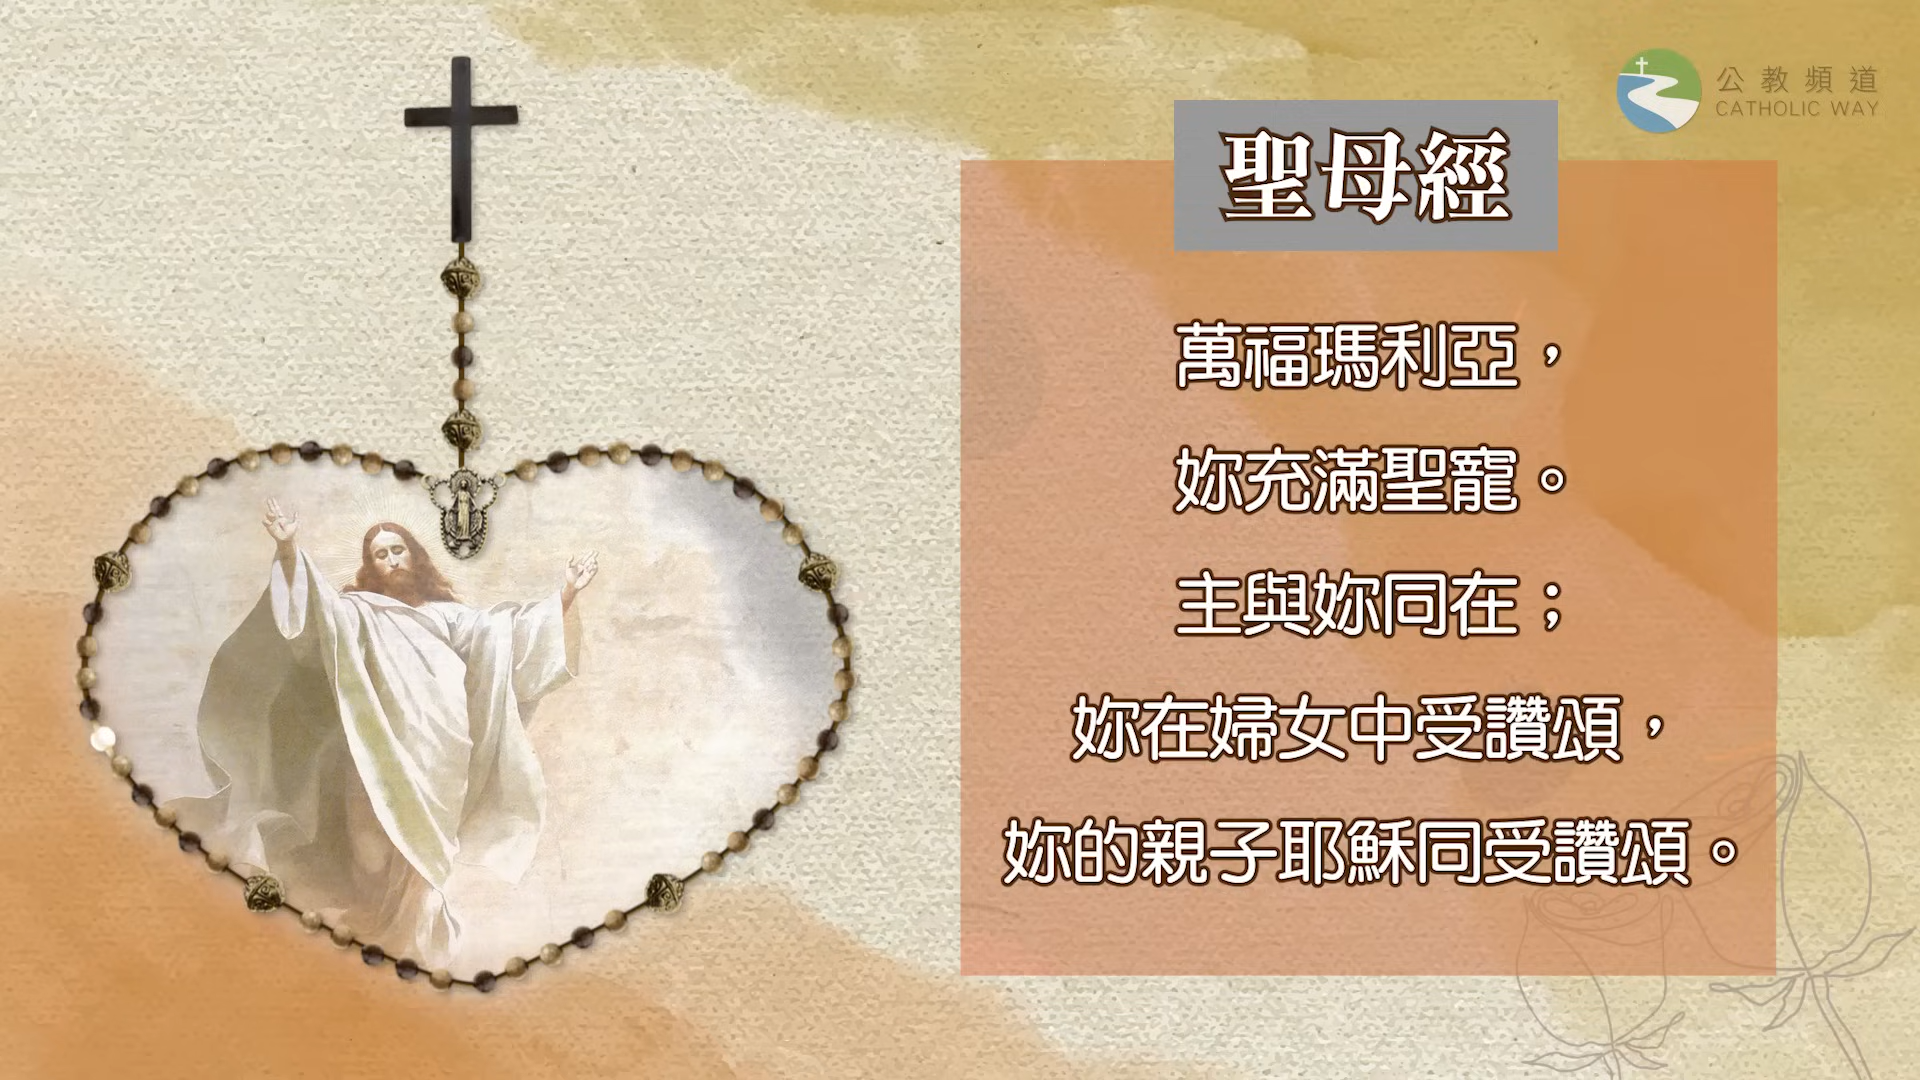 公教頻道
CATHOLIC WAY
聖母經
萬福瑪利亞，
妳充滿聖寵。
主與妳同在；
妳在婦女中受讚頌，
妳的親子耶穌同受讚頌。